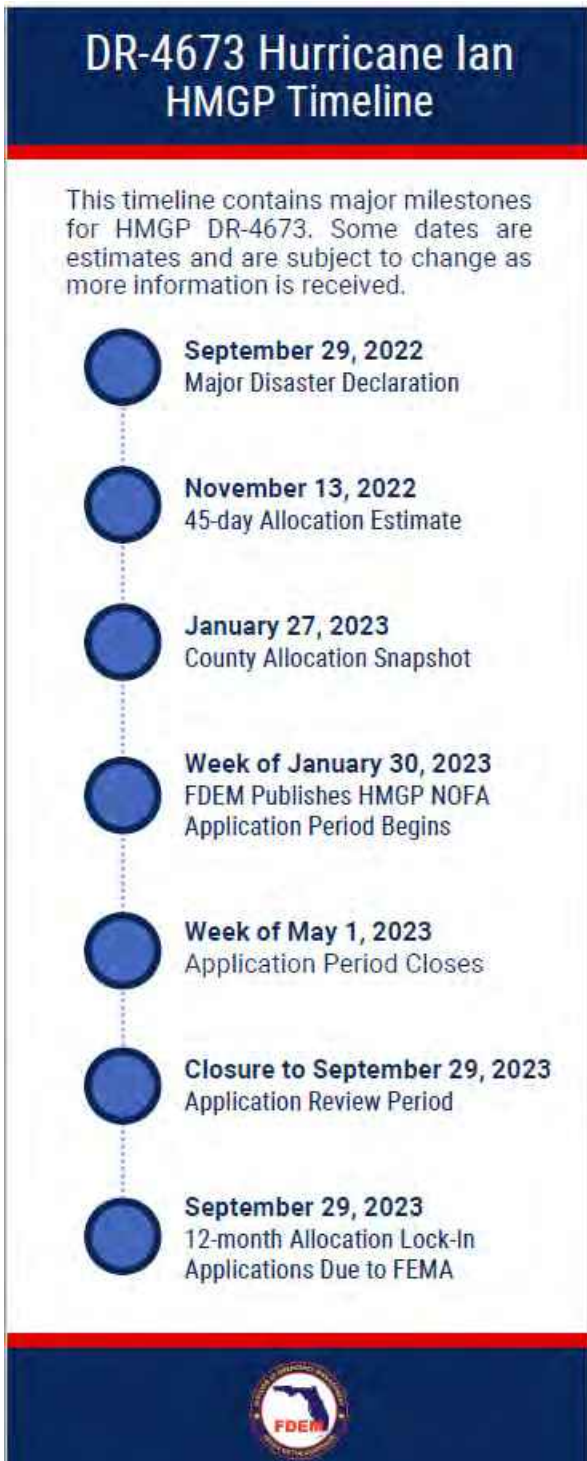 DR-4673 Hurricane Ian
HMGP Timeline
This timeline contains major milestones
for HMGP DR-4673. Some dates are
estimates and are subject to change as
more information is received.
September 29, 2022
Major Disaster Declaration
November 13, 2022
45-day Allocation Estimate
January 27, 2023
County Allocation Snapshot
Week of January 30, 2023
FDEM Publishes HMGP NOFA
Application Period Begins
Week of May 1, 2023
Application Period Closes
Closure to September 29, 2023
Application Review Period
September 29, 2023
12-month Allocation Lock-In
Applications Due to FEMA
FDEM